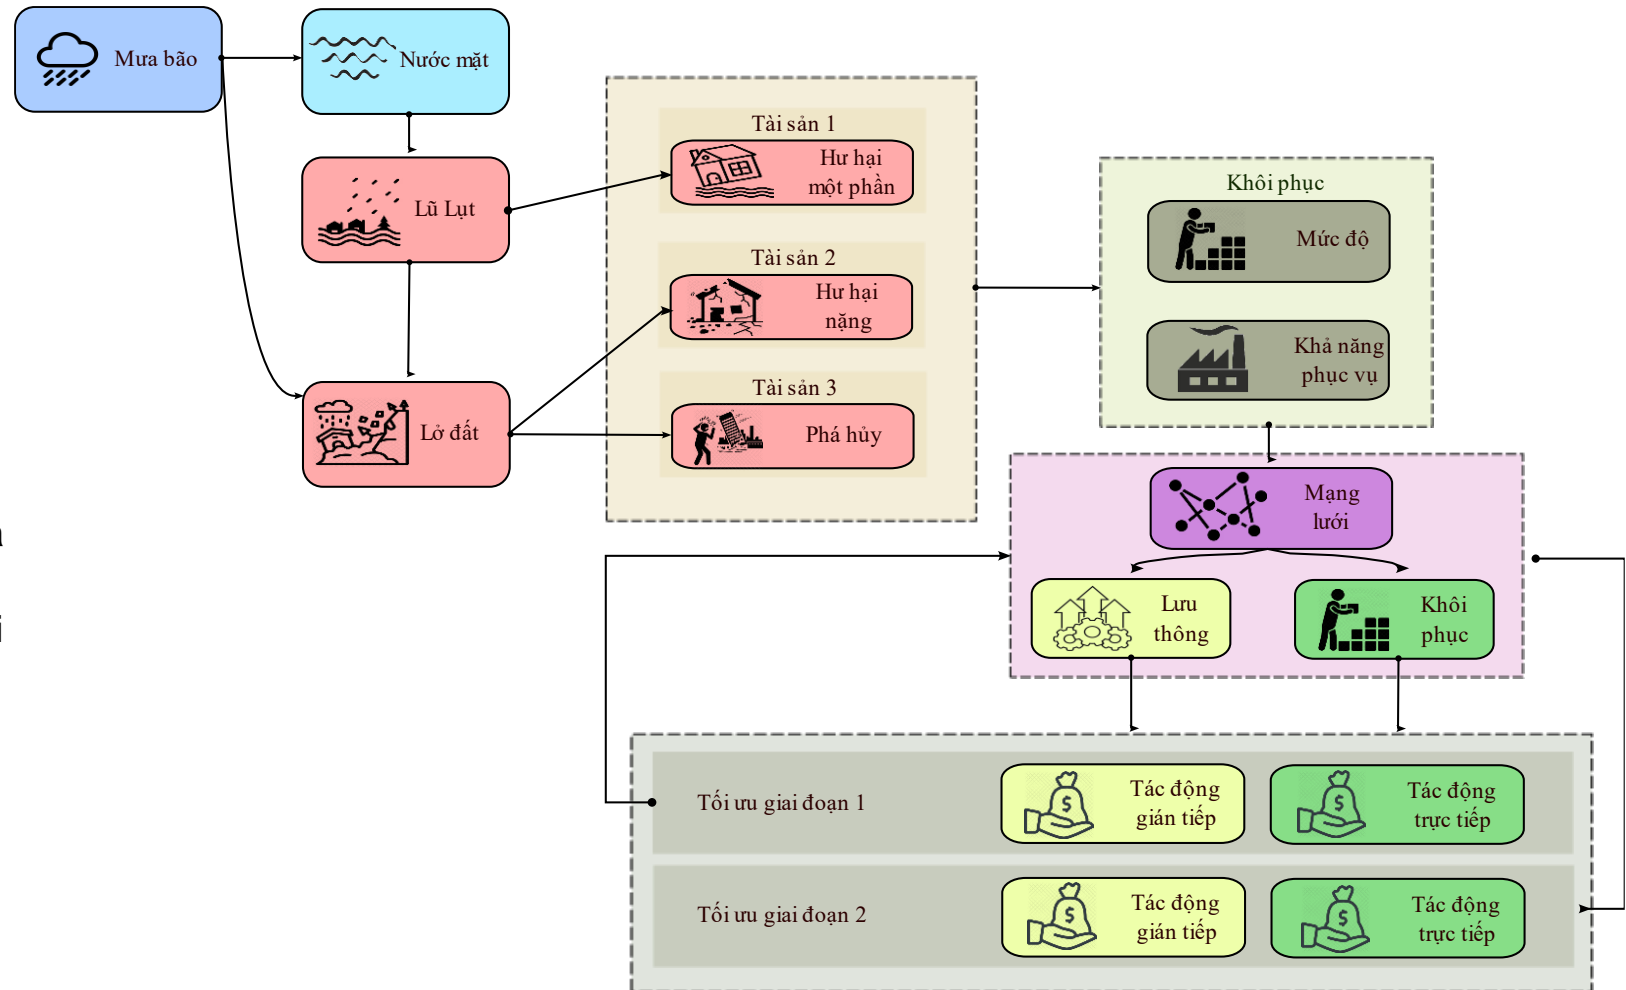 Mưa bão
Nước mặt
Lũ Lụt
Lở đất
Tài sản 1
Hư hại
một phần
Tài sản 2
Hư hại
nặng
Tài sản 3
Phá hủy
Khôi phục
Mức độ
Khả năng
phục vụ
Mạng
lưới
Lưu
thông
Khôi
phục
Tối ưu giai đoạn 1
Tác động
gián tiếp
Tác động
trực tiếp
Tối ưu giai đoạn 2
Tác động
gián tiếp
Tác động
trực tiếp